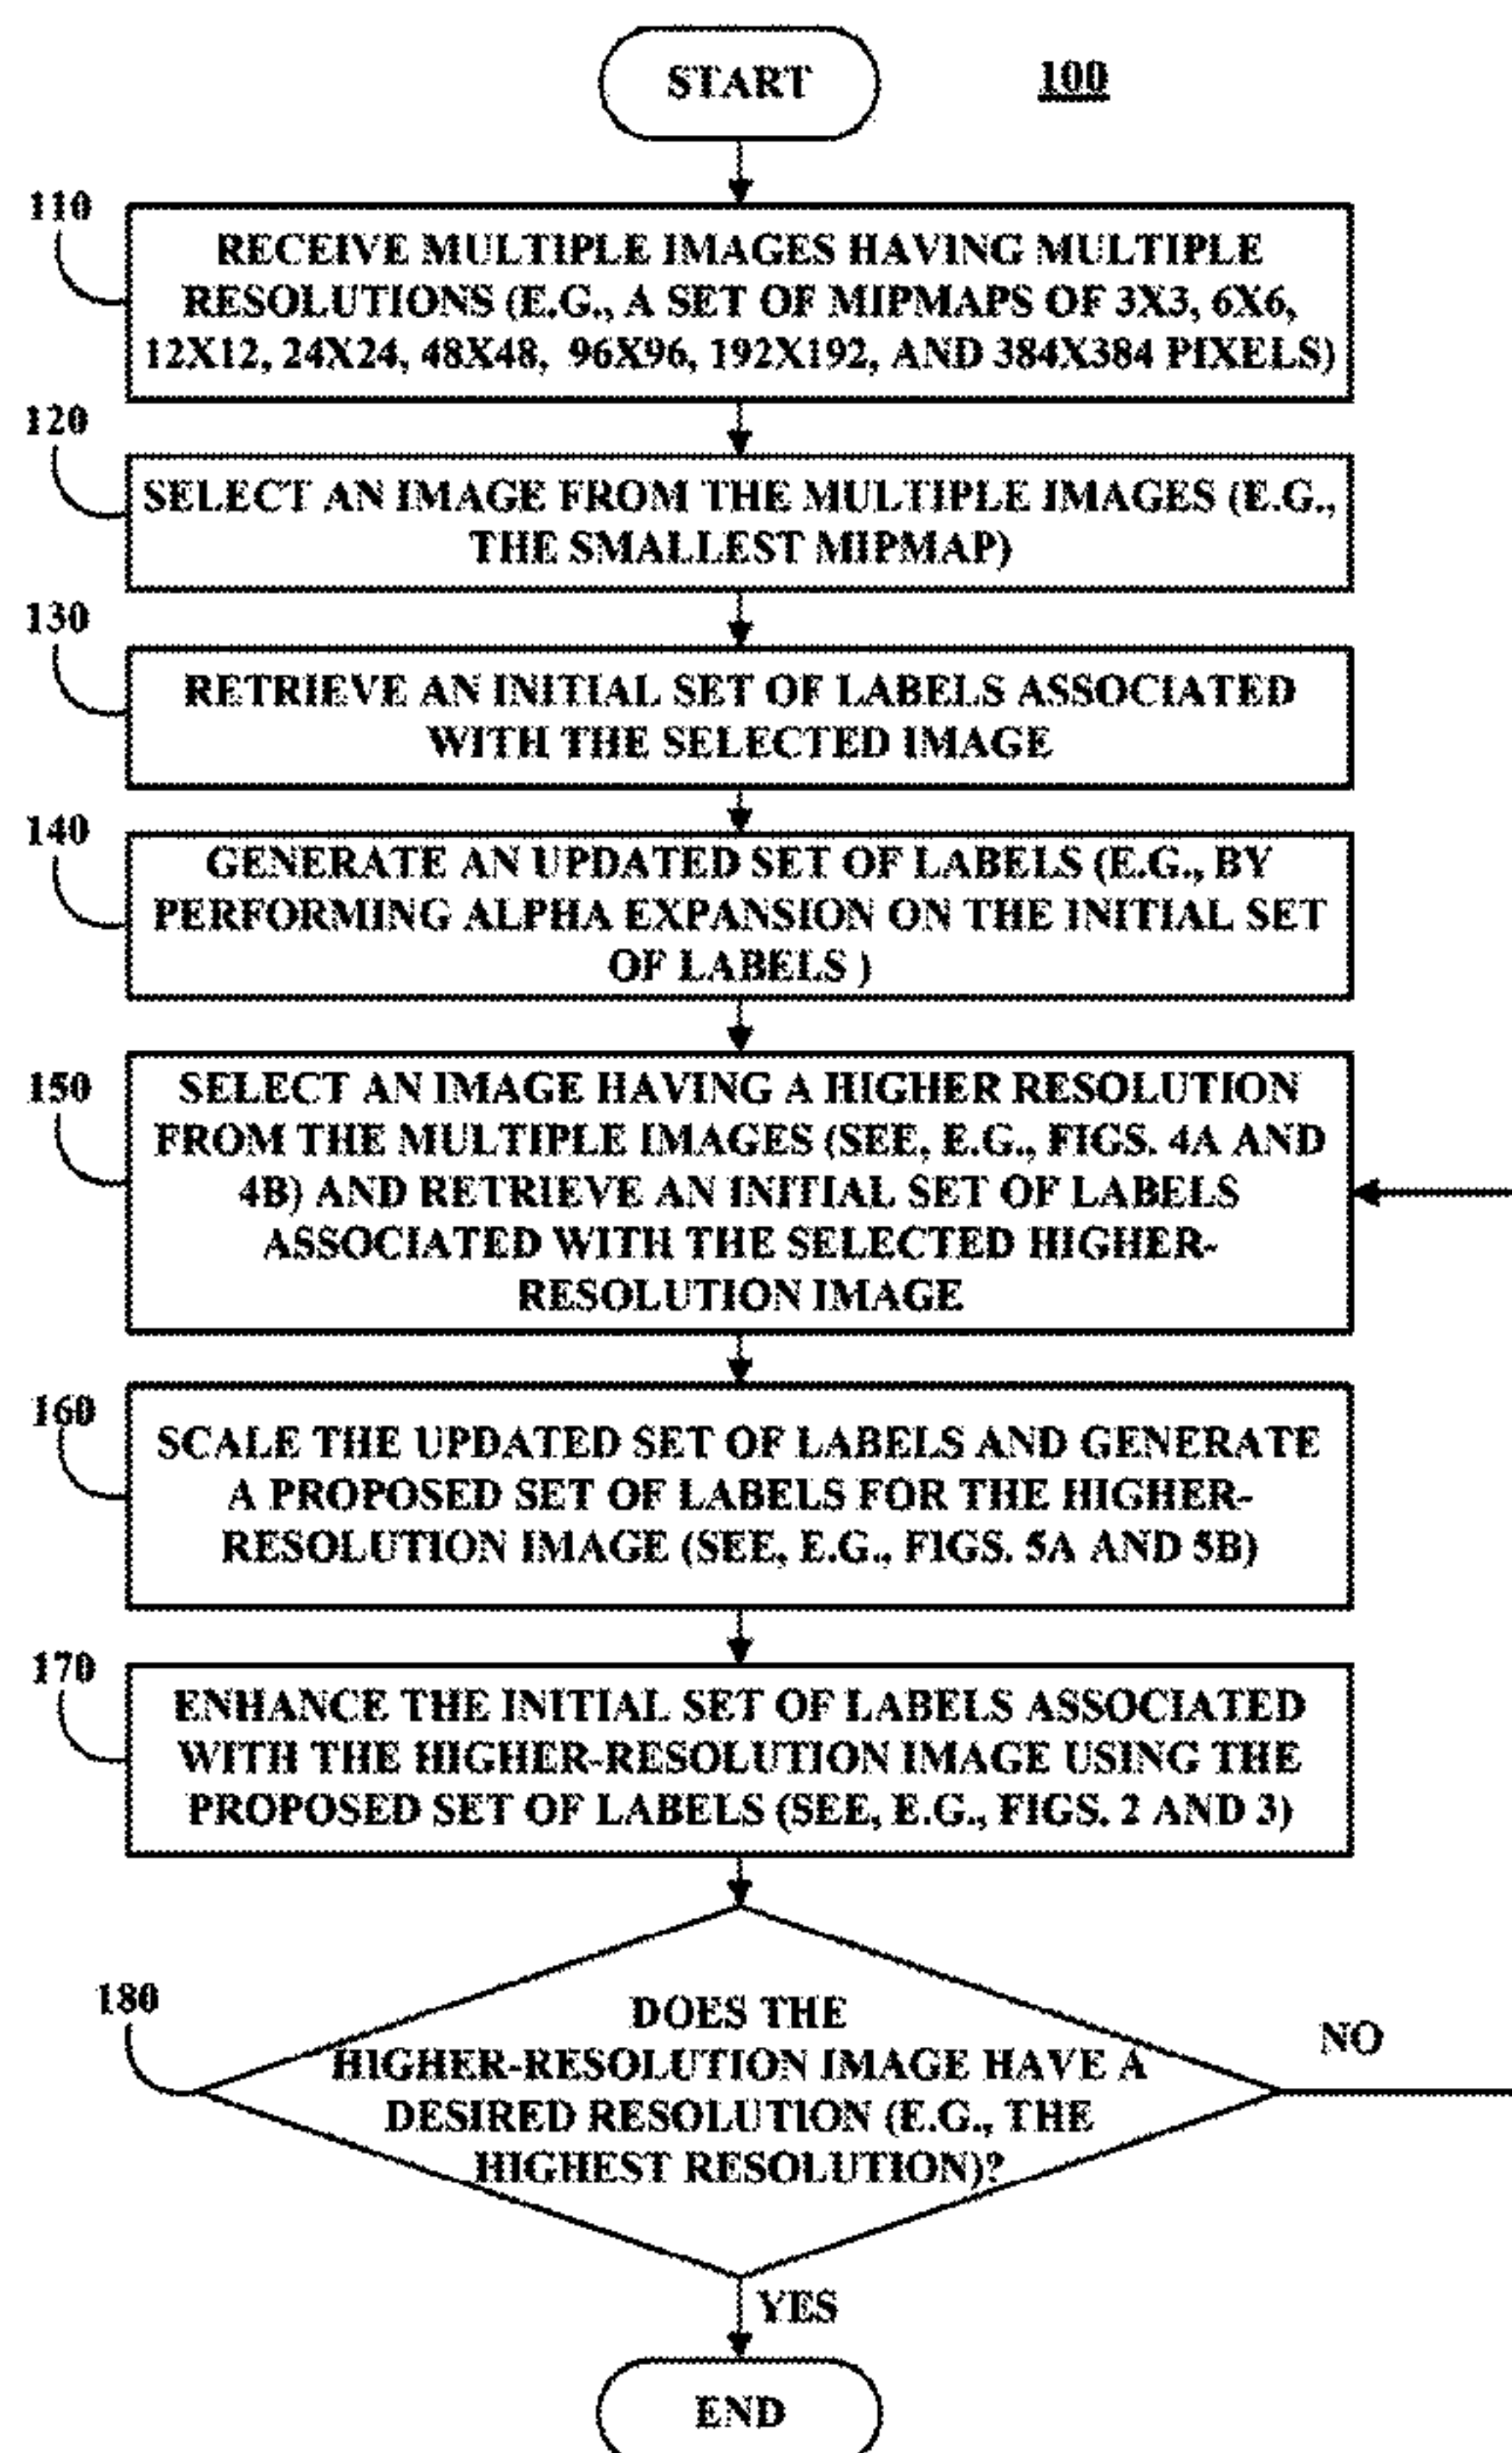 START
100
110
RECEIVE MULTIPLE IMAGES HAVING MULTIPLE
RESOLUTIONS (E.G., A SET OF MIPMAPS OF 3X3, 6X6,
12X12, 24X24, 48X48, 96X96, 192X192, AND 384X384 PIXELS)
120
SELECT AN IMAGE FROM THE MULTIPLE IMAGES (E.G.,
THE SMALLEST MIPMAP)
130
RETRIEVE AN INITIAL SET OF LABELS ASSOCIATED
WITH THE SELECTED IMAGE
140
GENERATE AN UPDATED SET OF LABELS (E.G., BY
PERFORMING ALPHA EXPANSION ON THE INITIAL SET
OF LABELS )
150
SELECT AN IMAGE HAVING A HIGHER RESOLUTION
FROM THE MULTIPLE IMAGES (SEE, E.G., FIGS. 4A AND
4B) AND RETRIEVE AN INITIAL SET OF LABELS
ASSOCIATED WITH THE SELECTED HIGHER-
RESOLUTION IMAGE
160
SCALE THE UPDATED SET OF LABELS AND GENERATE
A PROPOSED SET OF LABELS FOR THE HIGHER-
RESOLUTION IMAGE (SEE, E.G., FIGS. 5A AND 5B)
170
ENHANCE THE INITIAL SET OF LABELS ASSOCIATED
WITH THE HIGHER-RESOLUTION IMAGE USING THE
PROPOSED SET OF LABELS (SEE, E.G., FIGS. 2 AND 3)
180
DOES THE
HIGHER-RESOLUTION IMAGE HAVE A
DESIRED RESOLUTION (E.G., THE
HIGHEST RESOLUTION)?
NO
YES
END